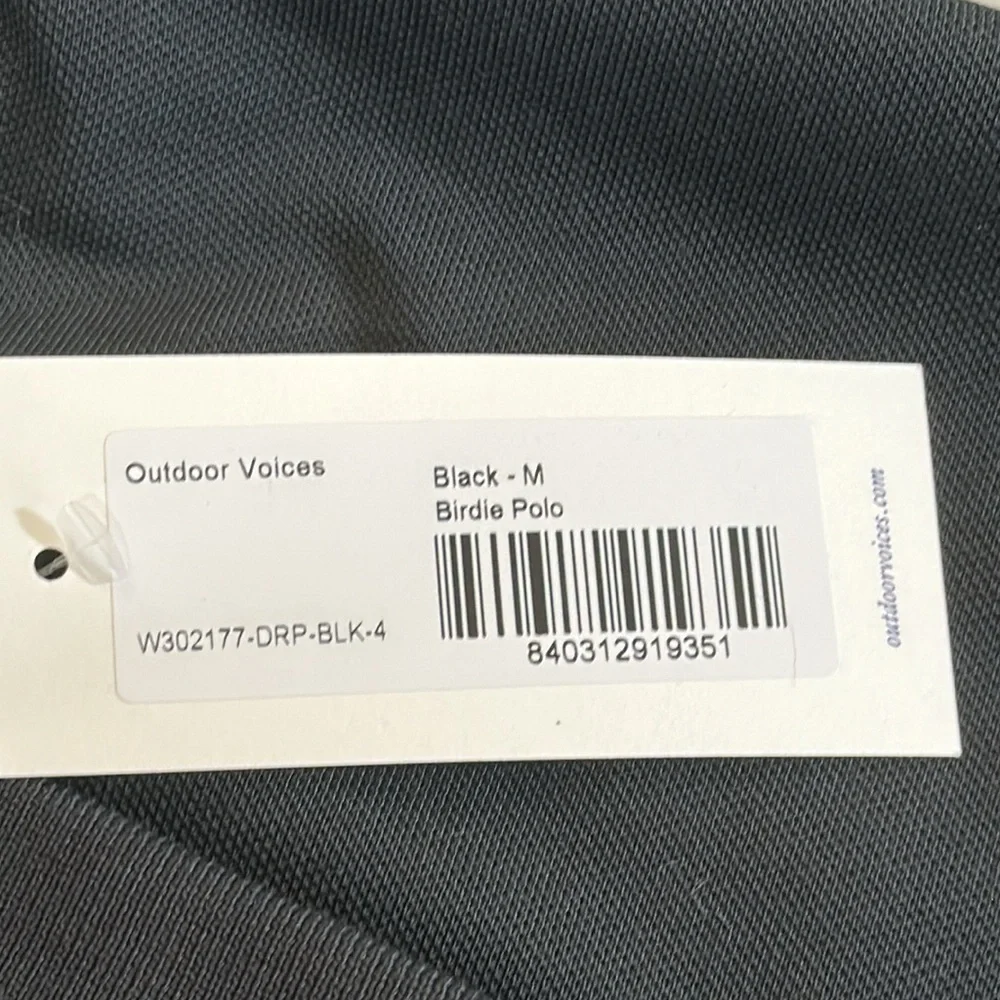 Outdoor Voices
Black - M
Birdie Polo
W302177-DRP-BLK-4
840312919351
outdoorvoices.com